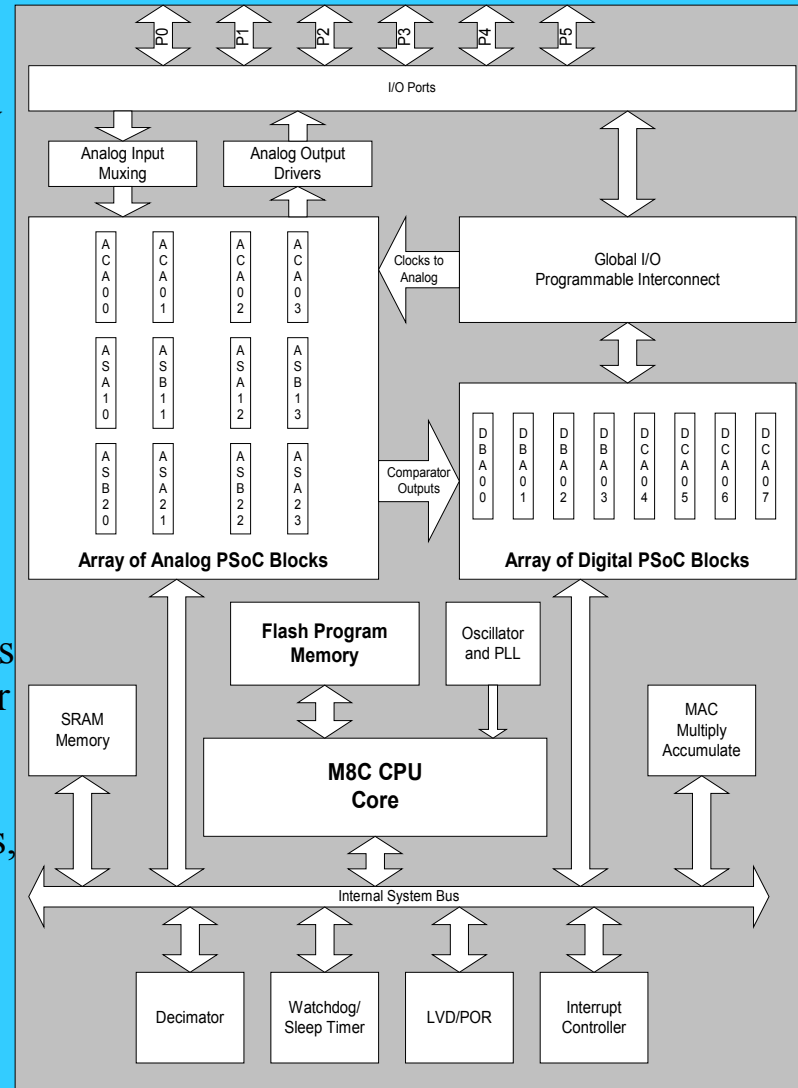 P0 P1 P2 P3 P4 P5
I/O Ports
Analog Input
Muxing
Analog Output
Drivers
ACA00
ACA01
ACA02
ACA03
Clocks to
Analog
Global I/O
Programmable Interconnect
ASA10
ASB11
ASA12
ASB13
ASB20
ASA21
ASB22
ASA23
Comparator
Outputs
DBA00
DBA01
DBA02
DBA03
DCA04
DCA05
DCA06
DCA07
Array of Analog PSoC Blocks
Array of Digital PSoC Blocks
Flash Program
Memory
Oscillator
and PLL
s
r
SRAM
Memory
MAC
Multiply
Accumulate
M8C CPU
Core
s,
Internal System Bus
Decimator
Watchdog/
Sleep Timer
LVD/POR
Interrupt
Controller